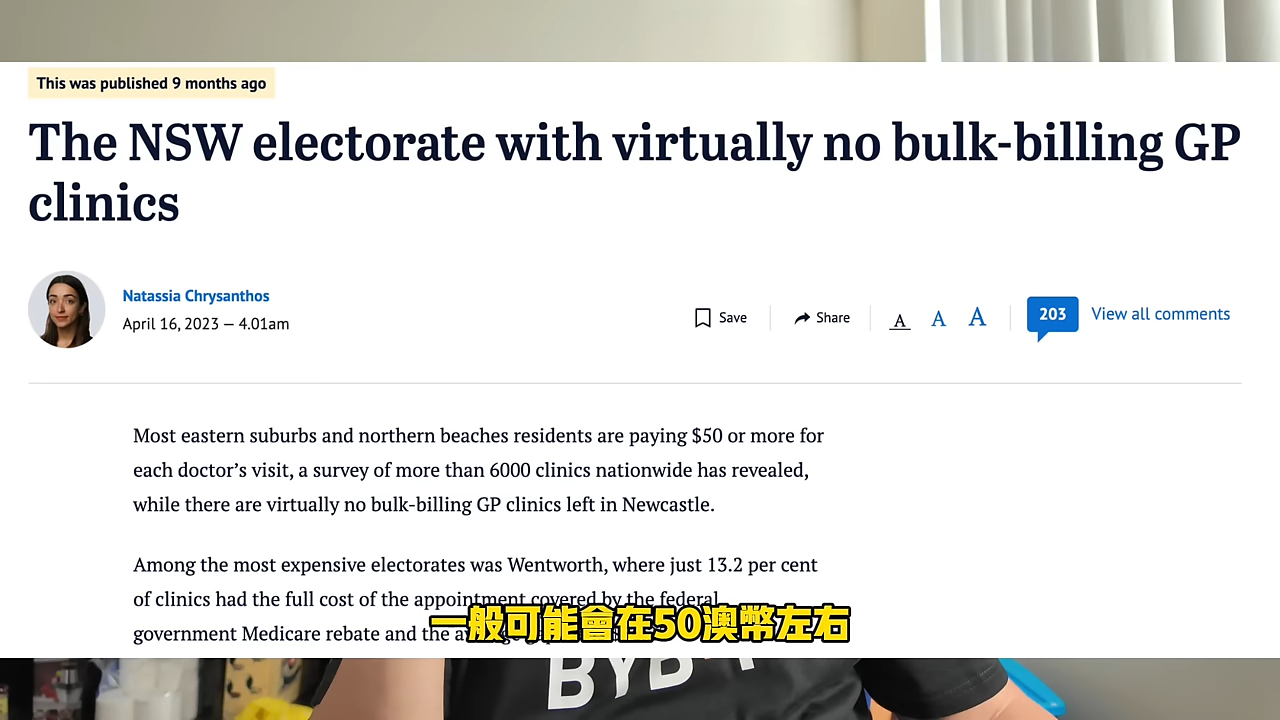 This was published 9 months ago
The NSW electorate with virtually no bulk-billing GP
clinics
Natassia Chrysanthos
April 16, 2023 — 4.01am
Save
Share
A
A
A
203
View all comments
Most eastern suburbs and northern beaches residents are paying $50 or more for
each doctor's visit, a survey of more than 6000 clinics nationwide has revealed,
while there are virtually no bulk-billing GP clinics left in Newcastle.
Among the most expensive electorates was Wentworth, where just 13.2 per cent
of clinics had the full cost of the appointment covered by the federal
government Medicare rebate and the
一般可能會在50澳幣左右